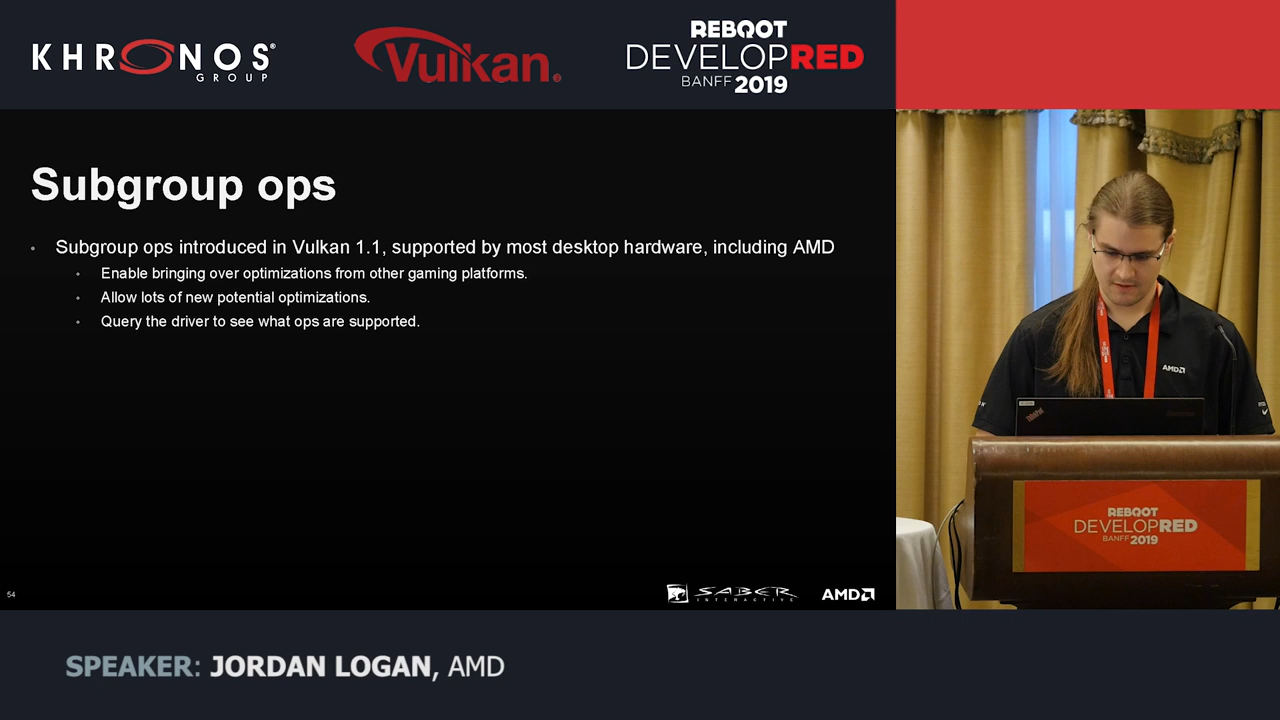 KHRONOS®
GROUP
Vulkan®
REBOOT
DEVELOPRED
BANFF 2019
Subgroup ops
• Subgroup ops introduced in Vulkan 1.1, supported by most desktop hardware, including AMD
• Enable bringing over optimizations from other gaming platforms.
• Allow lots of new potential optimizations.
• Query the driver to see what ops are supported.
54
SABER
INTERACTIVE
AMD
AMD
ThinkPad
REBOOT
DEVELOPRED
BANFF 2019
SPEAKER: JORDAN LOGAN, AMD